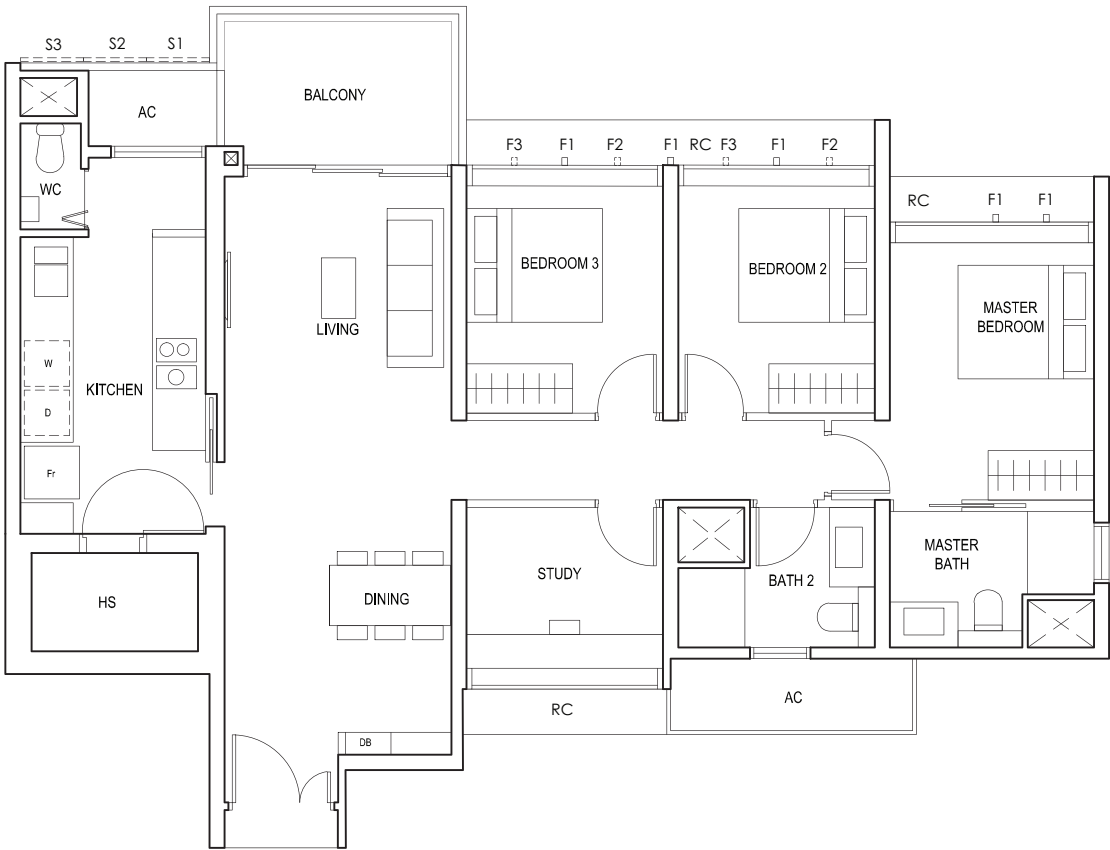 S3 S2 S1
BALCONY
AC
F3 F1 F2 F1 RC F3 F1 F2
WC
RC F1 F1
BEDROOM 3
BEDROOM 2
MASTER
BEDROOM
LIVING
W
KITCHEN
D
Fr
MASTER
BATH
STUDY
BATH 2
HS
DINING
AC
RC
DB